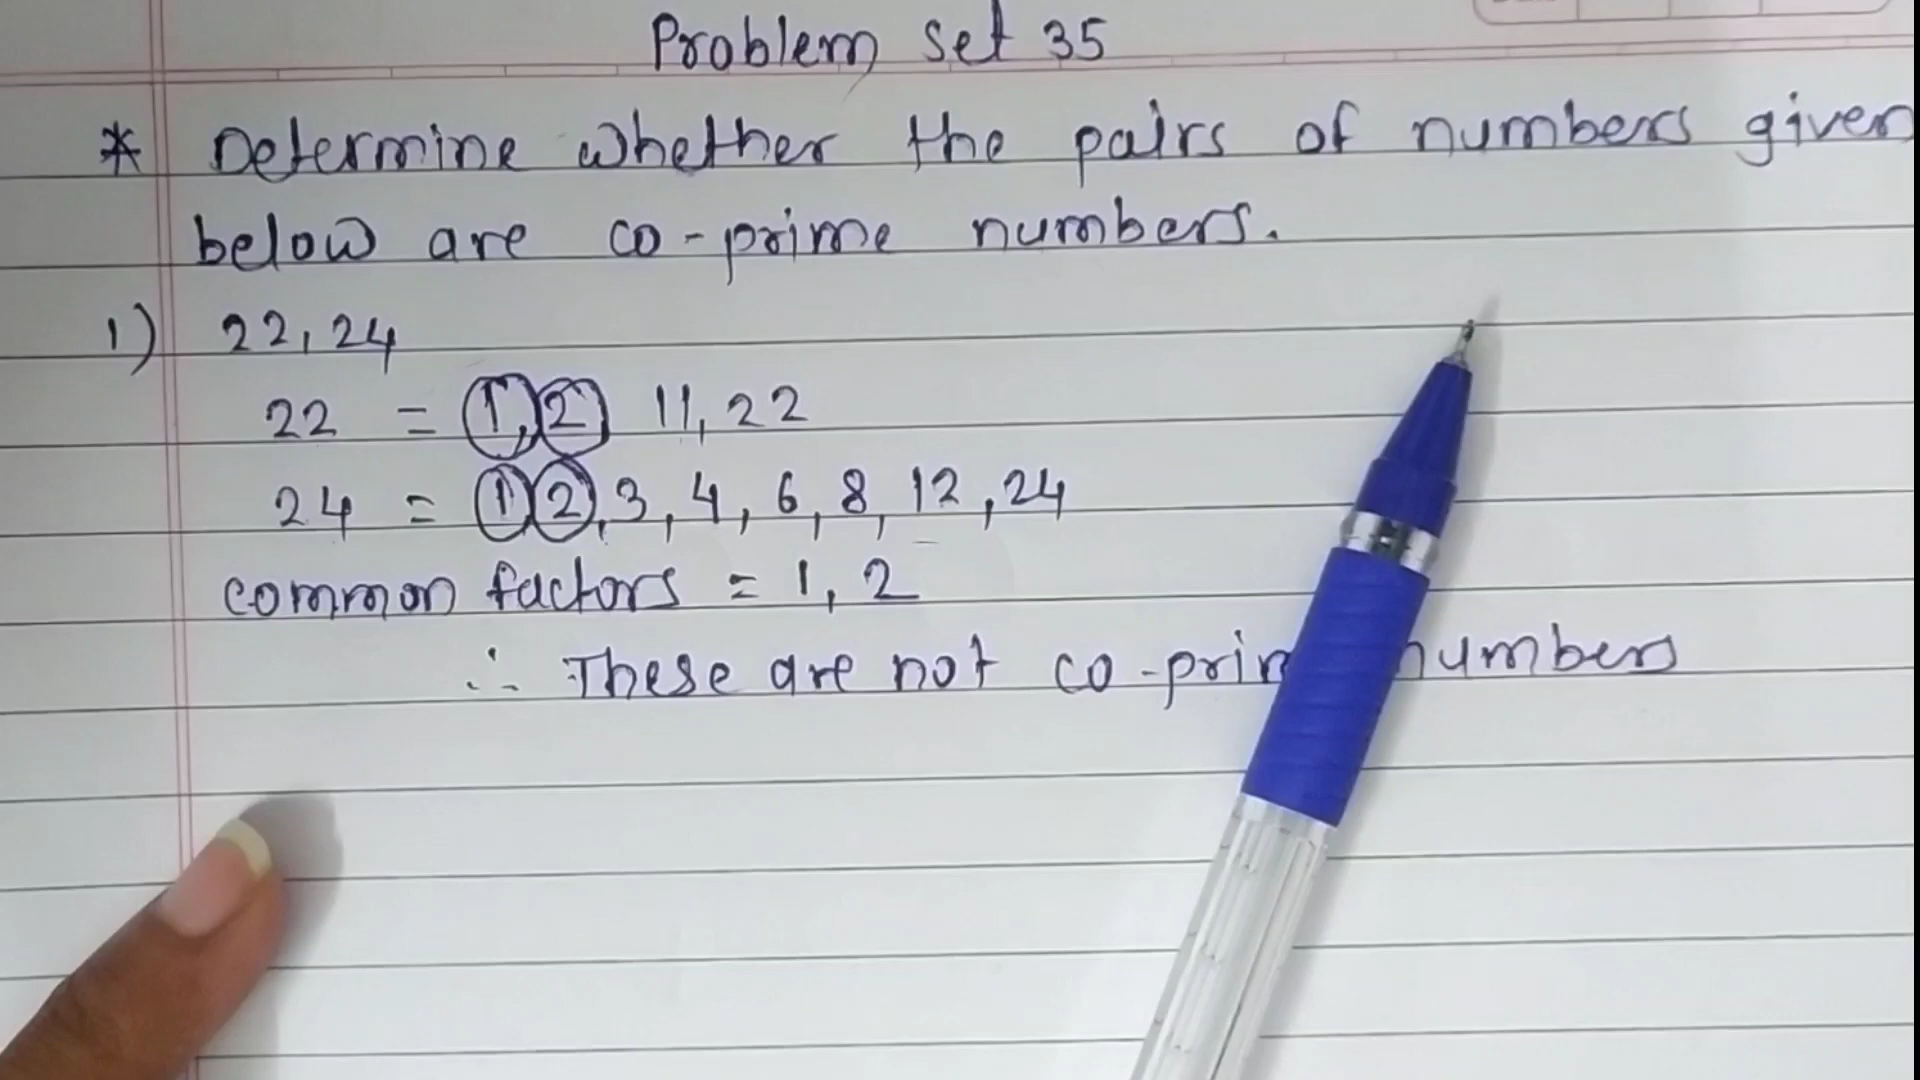 Problem set 35
* Determine whether the pairs of numbers given
below are co-prime numbers.
1) 22, 24
22 = 1, 2 11, 22
24 = 1 2, 3, 4, 6, 8, 12, 24
common factors = 1, 2
∴ These are not co-prim numbers